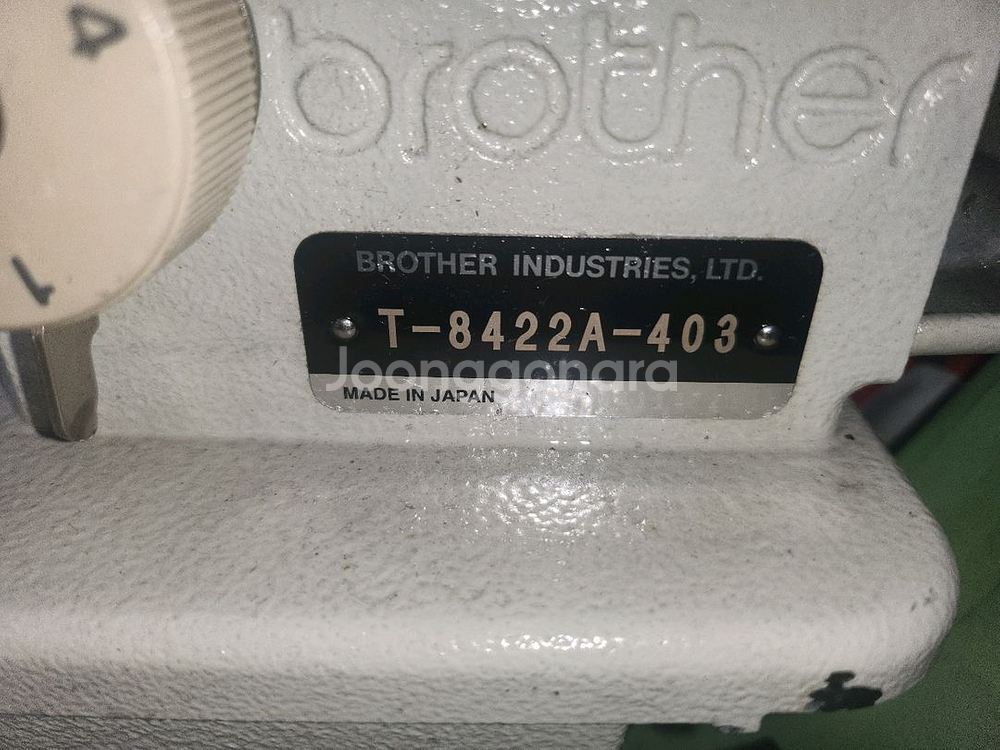 4
brother
1
BROTHER INDUSTRIES, LTD.
T-8422A-403
Joonggonara
MADE IN JAPAN